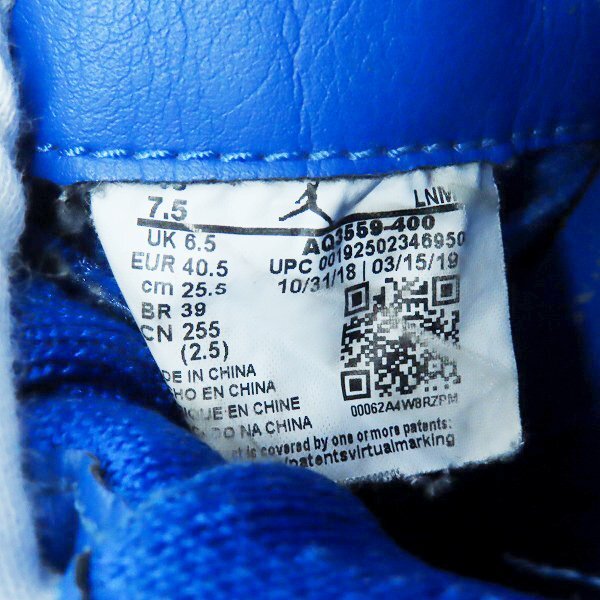 7.5
LNM
UK 6.5
AQ3559-400
EUR 40.5
UPC 00192502346950
cm 25.5
10/31/18 | 03/15/19
BR 39
CN 255
(2.5)
DE IN CHINA
HO EN CHINA
IQUE EN CHINE
DO NA CHINA
00062A4W8RZPM
is covered by one or more patents:
/patentsvirtualmarking